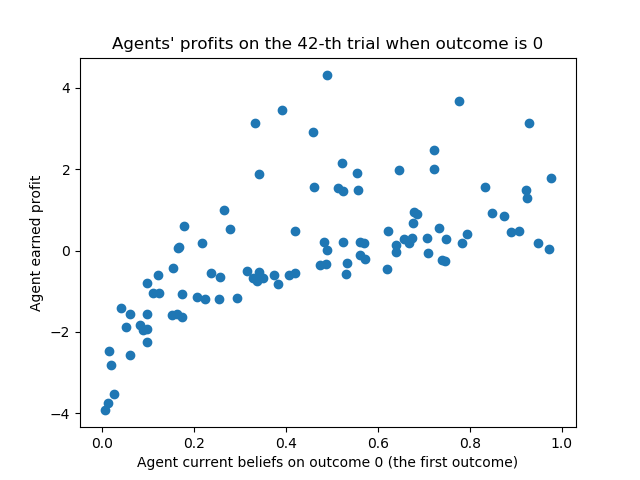 Agents' profits on the 42-th trial when outcome is 0
Agent earned profit
4
2
0
−2
−4
0.0 0.2 0.4 0.6 0.8 1.0
Agent current beliefs on outcome 0 (the first outcome)